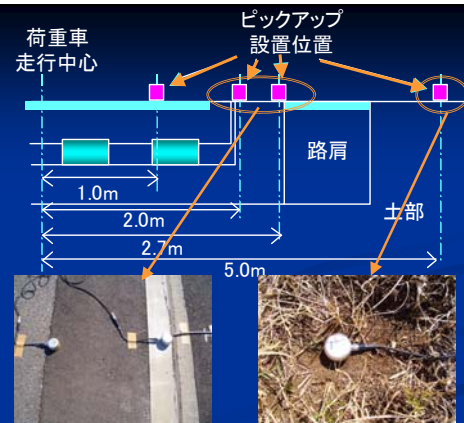 荷重車
走行中心
ピックアップ
設置位置
路肩
土部
1.0m
2.0m
2.7m
5.0m